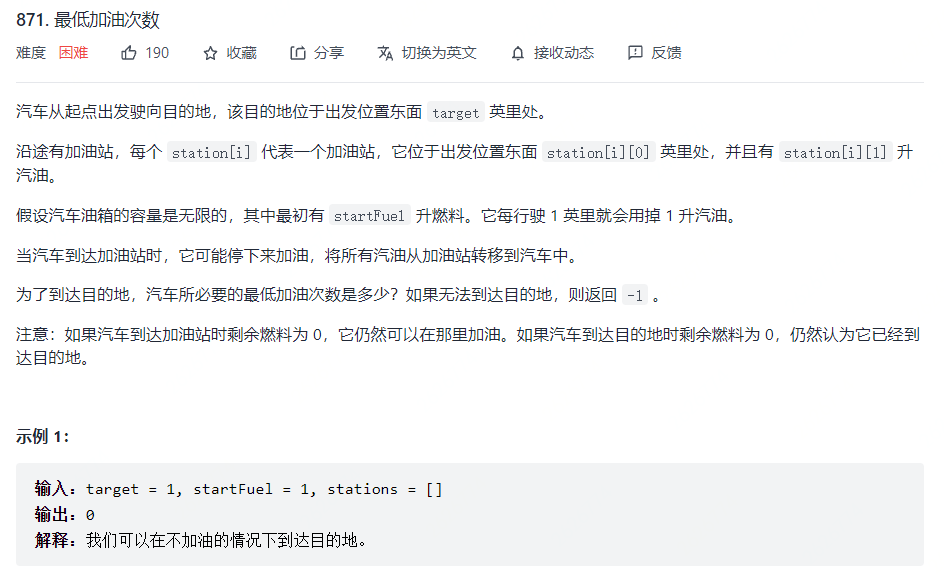 871. 最低加油次数
难度 困难 190 收藏 分享 切换为英文 接收动态 反馈
汽车从起点出发驶向目的地，该目的地位于出发位置东面 target 英里处。
沿途有加油站，每个 station[i] 代表一个加油站，它位于出发位置东面 station[i][0] 英里处，并且有 station[i][1] 升
汽油。
假设汽车油箱的容量是无限的，其中最初有 startFuel 升燃料。它每行驶 1 英里就会用掉 1 升汽油。
当汽车到达加油站时，它可能停下来加油，将所有汽油从加油站转移到汽车中。
为了到达目的地，汽车所必要的最低加油次数是多少？如果无法到达目的地，则返回 -1 。
注意：如果汽车到达加油站时剩余燃料为 0，它仍然可以在那里加油。如果汽车到达目的地时剩余燃料为 0，仍然认为它已经到
达目的地。
示例 1：
输入：target = 1, startFuel = 1, stations = []
输出：0
解释：我们可以在不加油的情况下到达目的地。